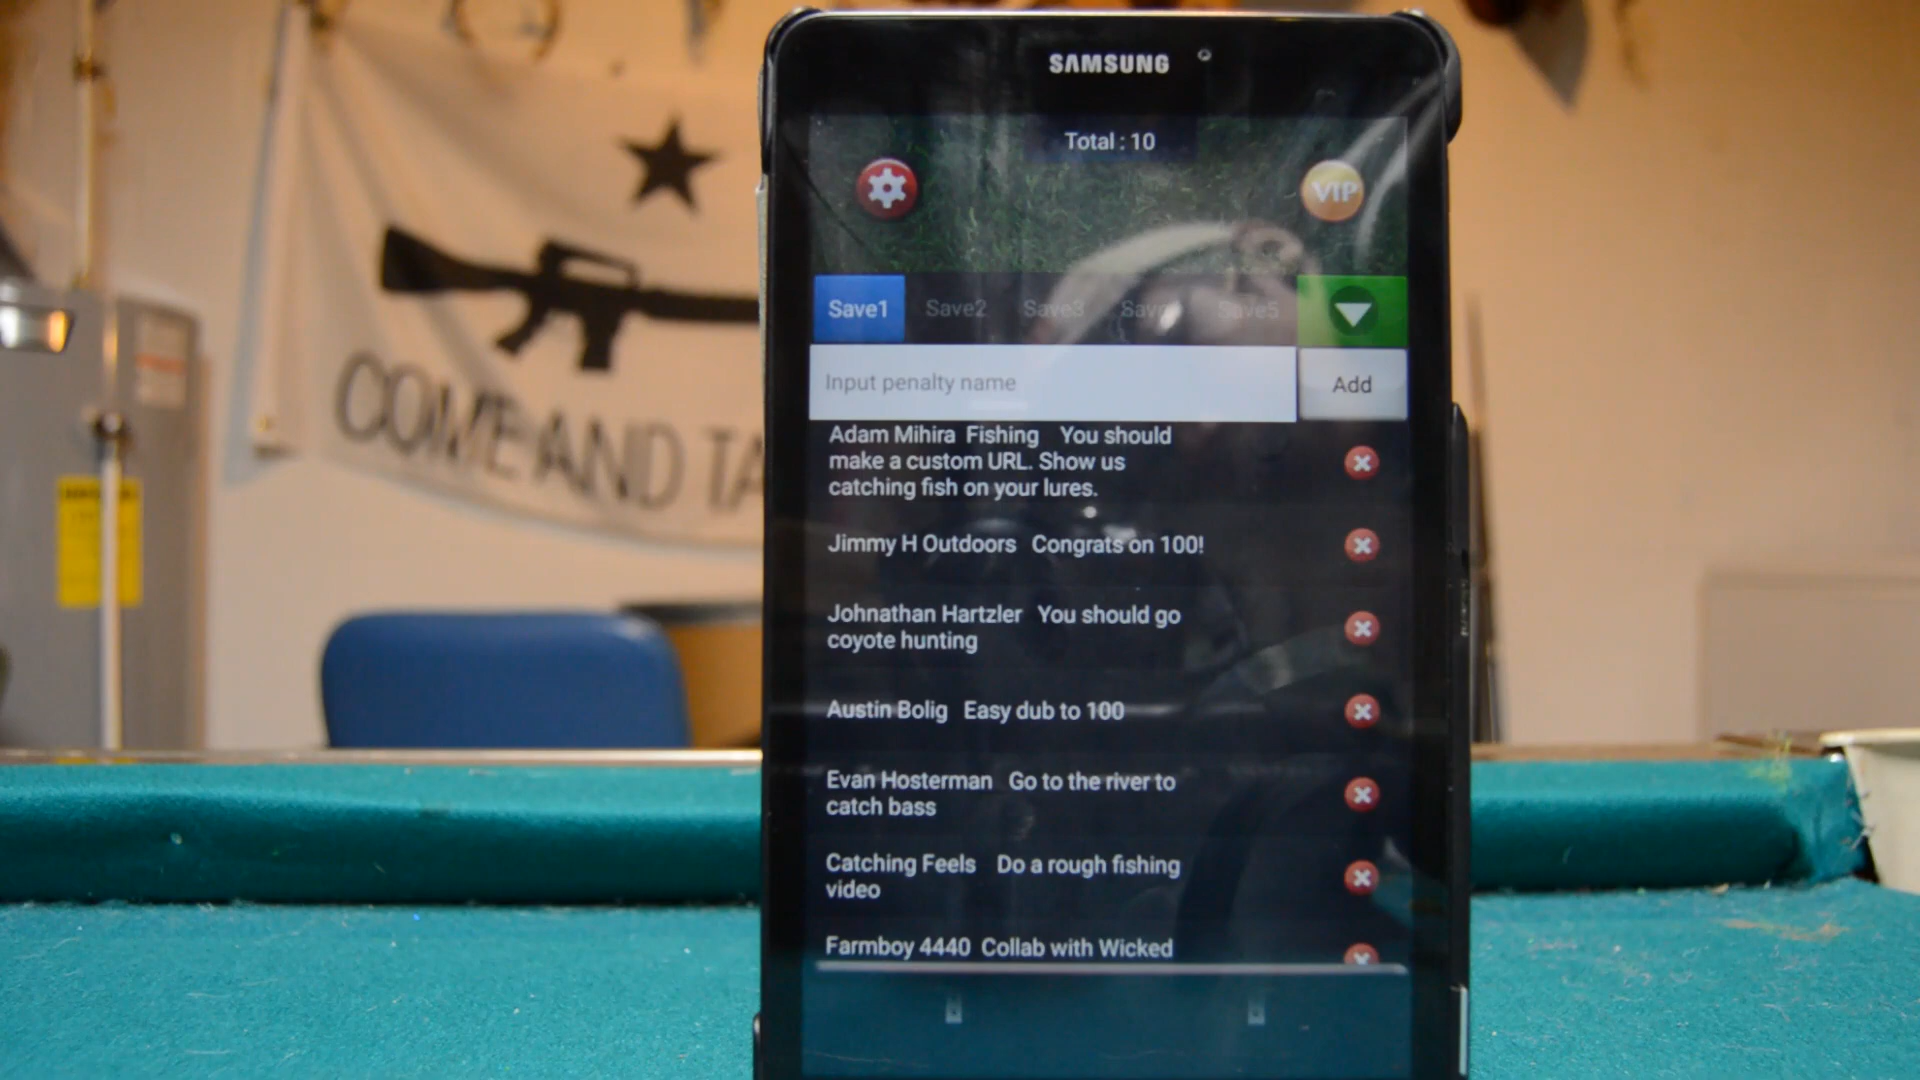 SAMSUNG
Total : 10
VIP
Save1 Save2 Save3 Save5
Input penalty name
Add
Adam Mihira Fishing You should
make a custom URL. Show us
catching fish on your lures.
Jimmy H Outdoors Congrats on 100!
Johnathan Hartzler You should go
coyote hunting
Austin Bolig Easy dub to 100
Evan Hosterman Go to the river to
catch bass
Catching Feels Do a rough fishing
video
Farmboy 4440 Collab with Wicked
COME AND TA